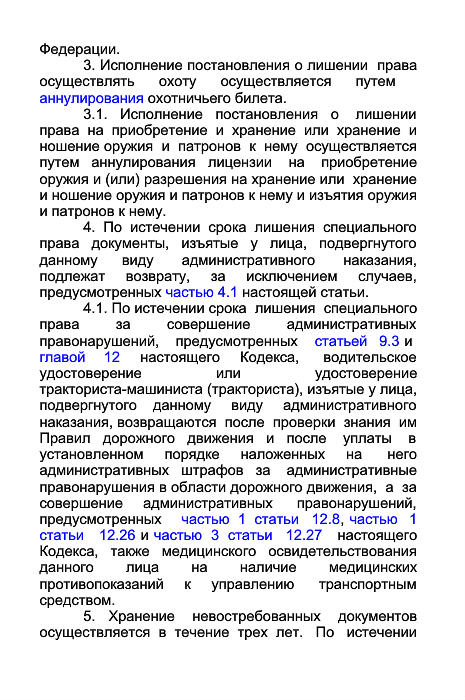 Федерации.
3. Исполнение постановления о лишении права
осуществлять охоту осуществляется путем
аннулирования охотничьего билета.
3.1. Исполнение постановления о лишении
права на приобретение и хранение или хранение и
ношение оружия и патронов к нему осуществляется
путем аннулирования лицензии на приобретение
оружия и (или) разрешения на хранение или хранение
и ношение оружия и патронов к нему и изъятия оружия
и патронов к нему.
4. По истечении срока лишения специального
права документы, изъятые у лица, подвергнутого
данному виду административного наказания,
подлежат возврату, за исключением случаев,
предусмотренных частью 4.1 настоящей статьи.
4.1. По истечении срока лишения специального
права за совершение административных
правонарушений, предусмотренных статьей 9.3 и
главой 12 настоящего Кодекса, водительское
удостоверение или удостоверение
тракториста-машиниста (тракториста), изъятые у лица,
подвергнутого данному виду административного
наказания, возвращаются после проверки знания им
Правил дорожного движения и после уплаты в
установленном порядке наложенных на него
административных штрафов за административные
правонарушения в области дорожного движения, а за
совершение административных правонарушений,
предусмотренных частью 1 статьи 12.8, частью 1
статьи 12.26 и частью 3 статьи 12.27 настоящего
Кодекса, также медицинского освидетельствования
данного лица на наличие медицинских
противопоказаний к управлению транспортным
средством.
5. Хранение невостребованных документов
осуществляется в течение трех лет. По истечении